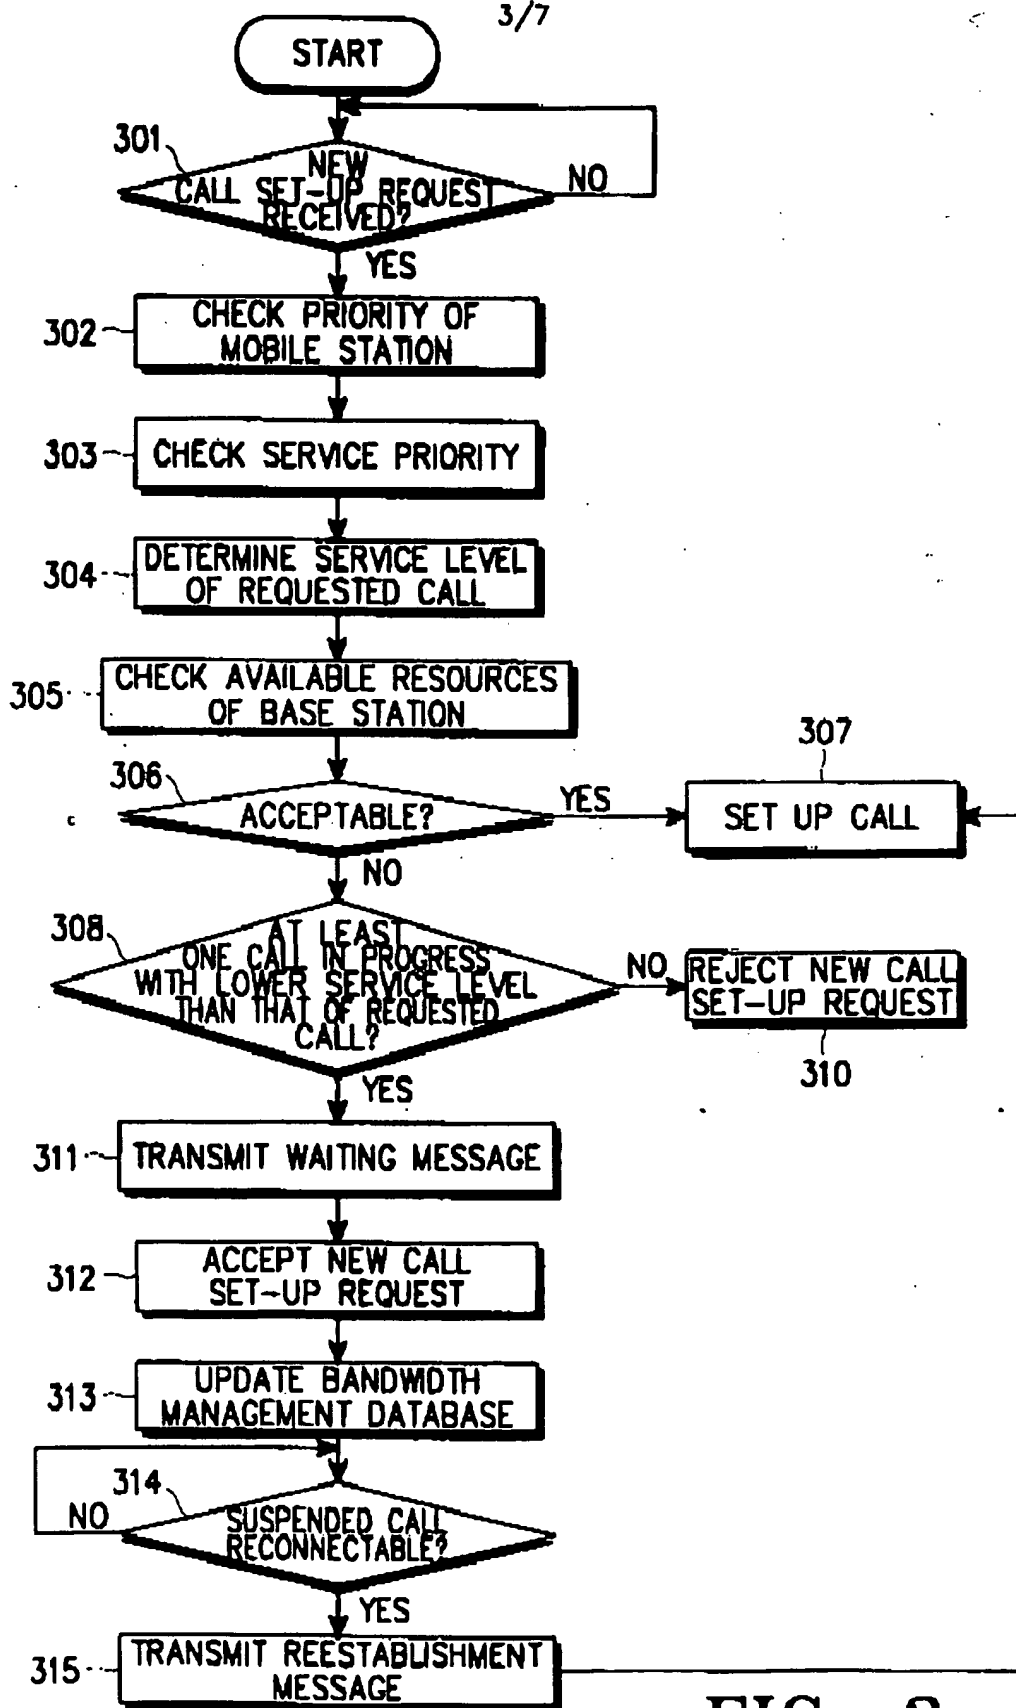 3/7
START
301
NEW
CALL SET-UP REQUEST
RECEIVED?
NO
YES
302
CHECK PRIORITY OF
MOBILE STATION
303
CHECK SERVICE PRIORITY
304
DETERMINE SERVICE LEVEL
OF REQUESTED CALL
305
CHECK AVAILABLE RESOURCES
OF BASE STATION
306
ACCEPTABLE?
YES
307
SET UP CALL
NO
308
AT LEAST
ONE CALL IN PROGRESS
WITH LOWER SERVICE LEVEL
THAN THAT OF REQUESTED
CALL?
NO
REJECT NEW CALL
SET-UP REQUEST
310
YES
311
TRANSMIT WAITING MESSAGE
312
ACCEPT NEW CALL
SET-UP REQUEST
313
UPDATE BANDWIDTH
MANAGEMENT DATABASE
314
NO
SUSPENDED CALL
RECONNECTABLE?
YES
315
TRANSMIT REESTABLISHMENT
MESSAGE
FIG.